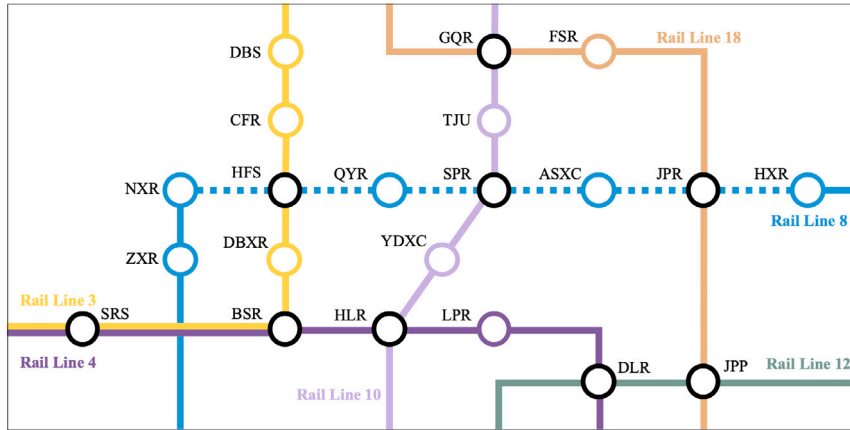 GQR
FSR
Rail Line 18
DBS
CFR
TJU
HFS
QYR
SPR
ASXC
JPR
HXR
NXR
Rail Line 8
ZXR
DBXR
YDXC
Rail Line 3
SRS
BSR
HLR
LPR
Rail Line 4
DLR
JPP
Rail Line 12
Rail Line 10